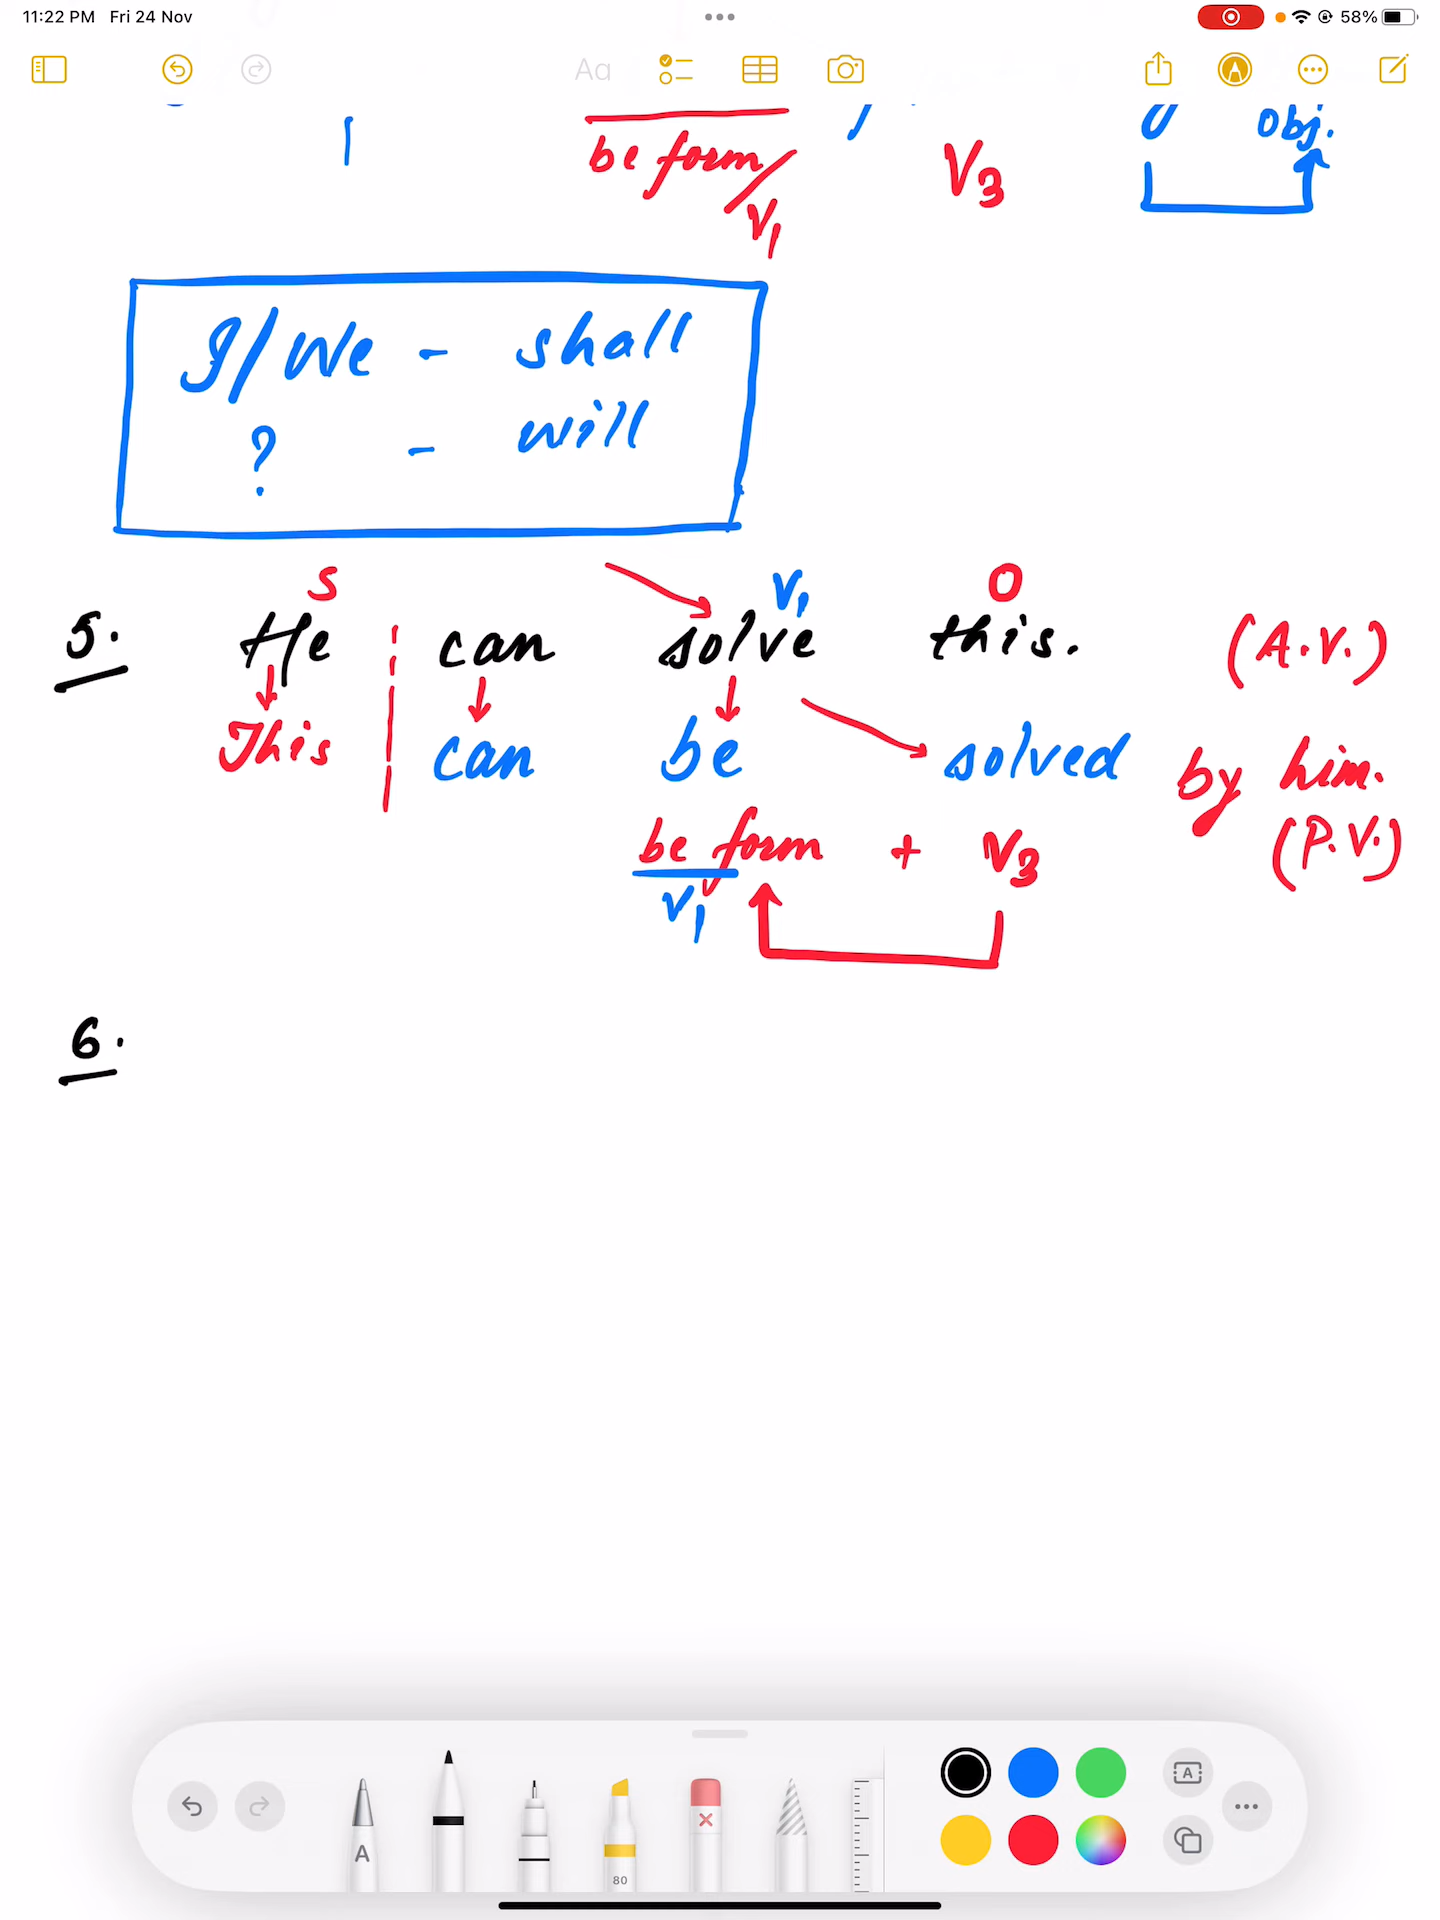 11:22 PM Fri 24 Nov 58%
Aa
obj.
be form/V1 V3
I/We - shall
? - will
S V1 O
5. He can solve this. (A.V.)
This can be solved by him.
(P.V.)
be form + V3
V1
6.
A 80 A